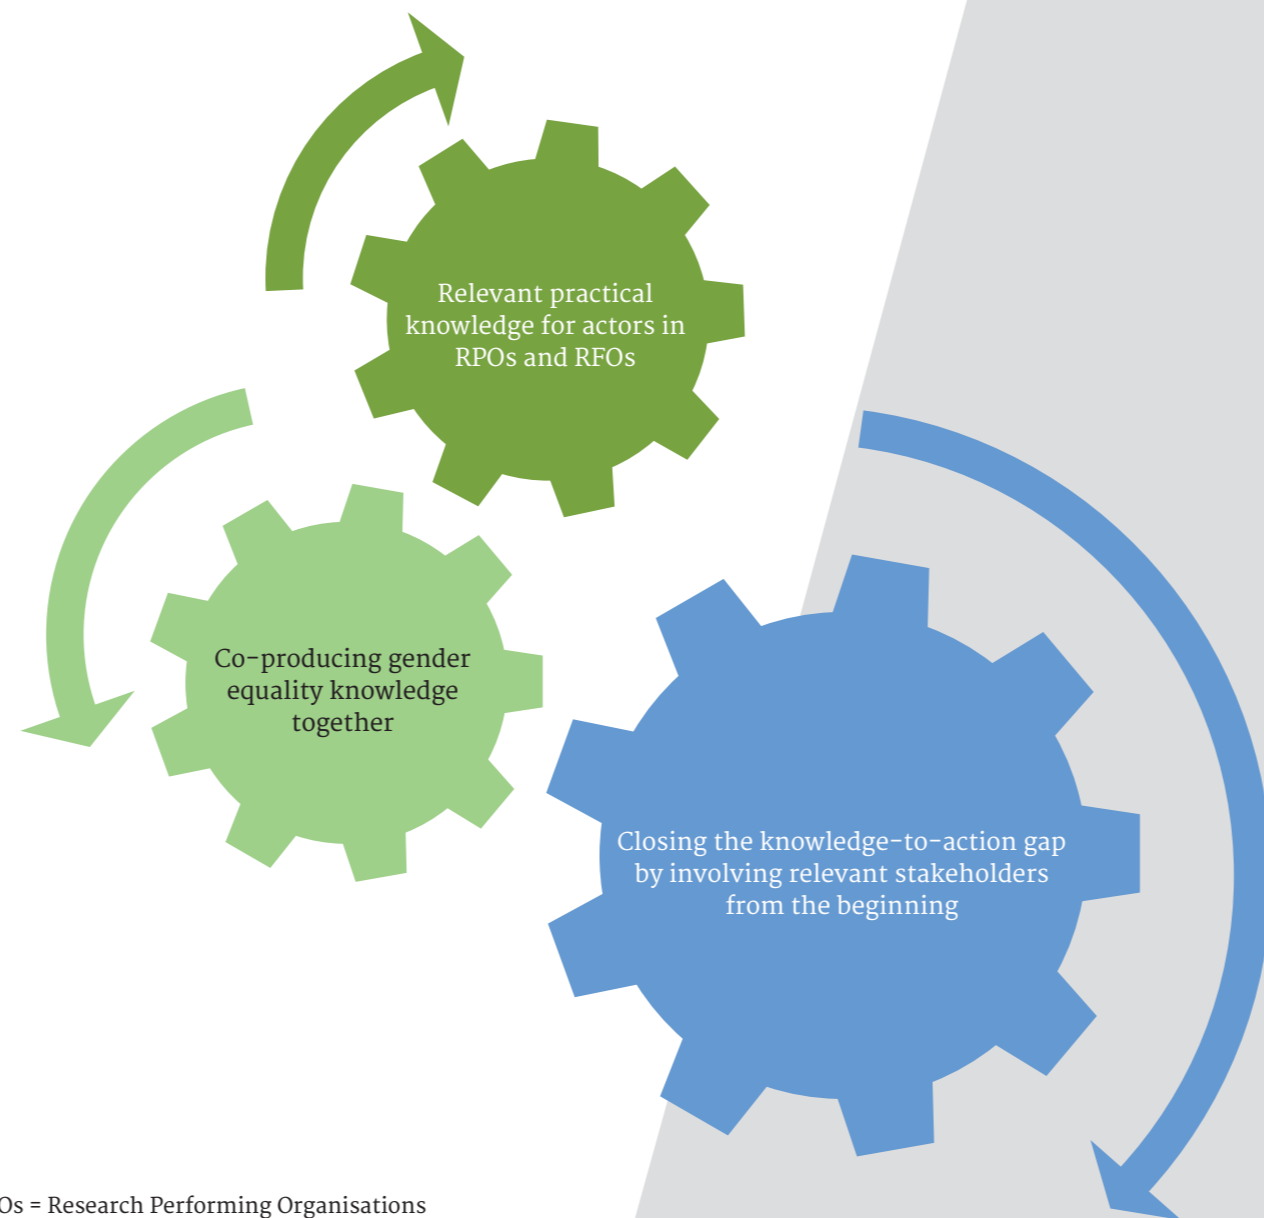 Relevant practical
knowledge for actors in
RPOs and RFOs
Co-producing gender
equality knowledge
together
Closing the knowledge-to-action gap
by involving relevant stakeholders
from the beginning
Os = Research Performing Organisations